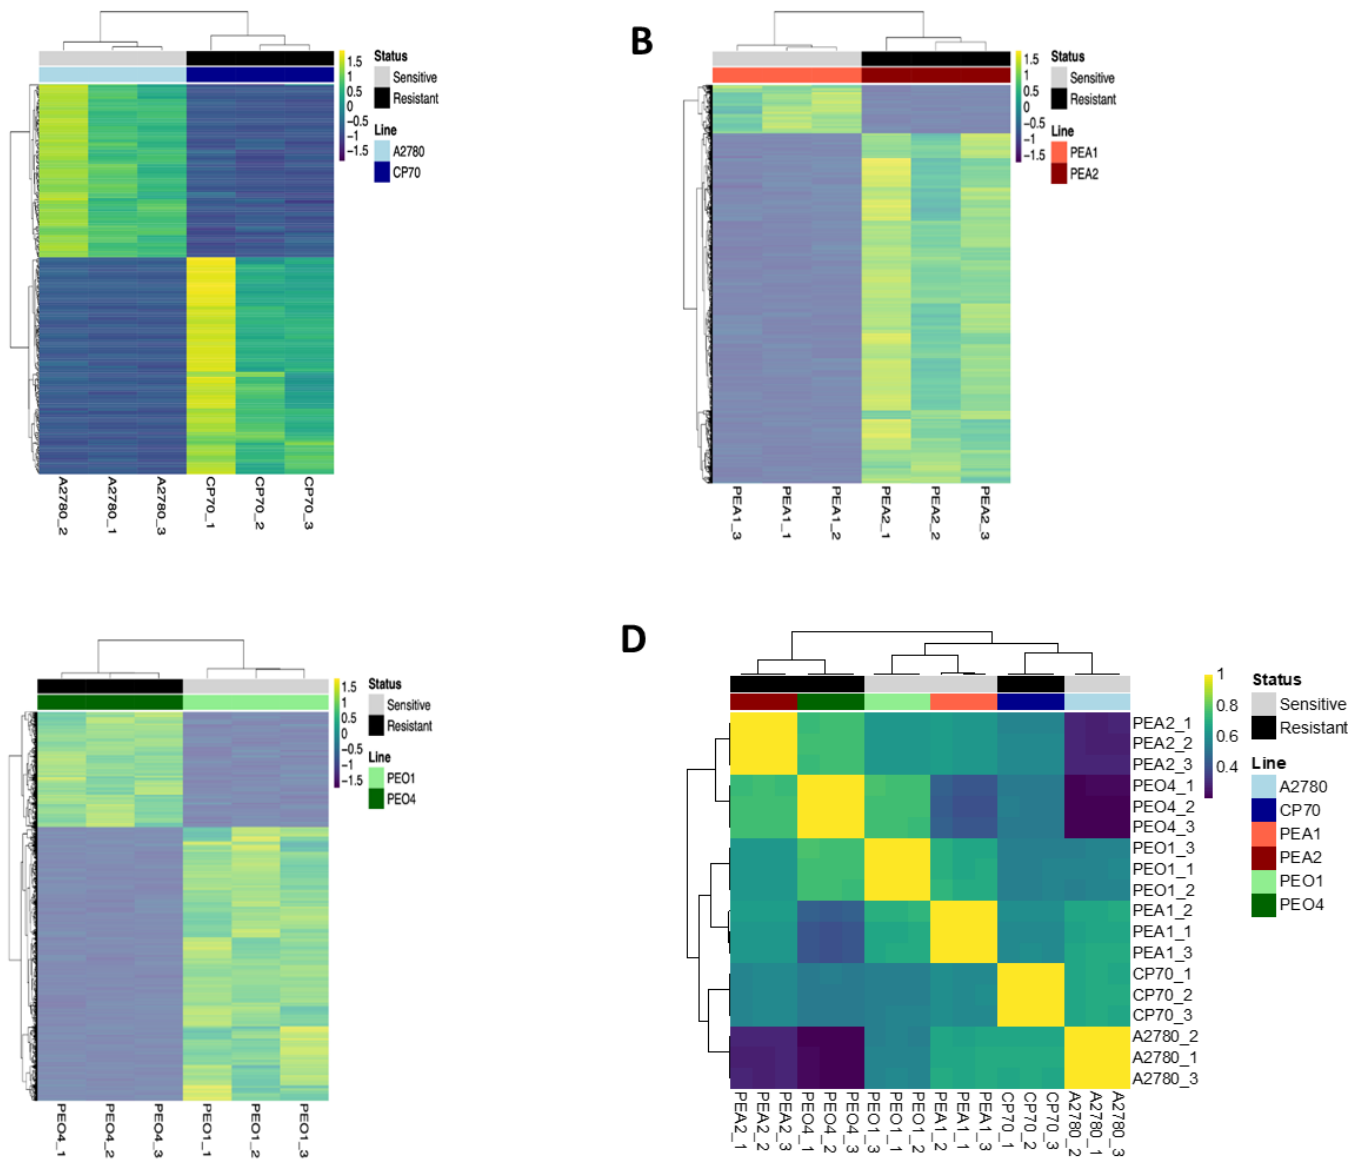 Status
Sensitive
Resistant
Line
A2780
CP70
1.5
1
0.5
0
−0.5
−1
−1.5
A2780_2
A2780_1
A2780_3
CP70_1
CP70_2
CP70_3
B
Status
Sensitive
Resistant
Line
PEA1
PEA2
1.5
1
0.5
0
−0.5
−1
−1.5
PEA1_3
PEA1_1
PEA1_2
PEA2_1
PEA2_2
PEA2_3
Status
Sensitive
Resistant
Line
PEO1
PEO4
1.5
1
0.5
0
−0.5
−1
−1.5
PEO4_1
PEO4_2
PEO4_3
PEO1_1
PEO1_2
PEO1_3
D
1
0.8
0.6
0.4
Status
Sensitive
Resistant
Line
A2780
CP70
PEA1
PEA2
PEO1
PEO4
PEA2_1
PEA2_2
PEA2_3
PEO4_1
PEO4_2
PEO4_3
PEO1_3
PEO1_1
PEO1_2
PEA1_2
PEA1_1
PEA1_3
CP70_1
CP70_2
CP70_3
A2780_2
A2780_1
A2780_3
PEA2_1
PEA2_2
PEA2_3
PEO4_1
PEO4_2
PEO4_3
PEO1_3
PEO1_1
PEO1_2
PEA1_2
PEA1_1
PEA1_3
CP70_1
CP70_2
CP70_3
A2780_2
A2780_1
A2780_3